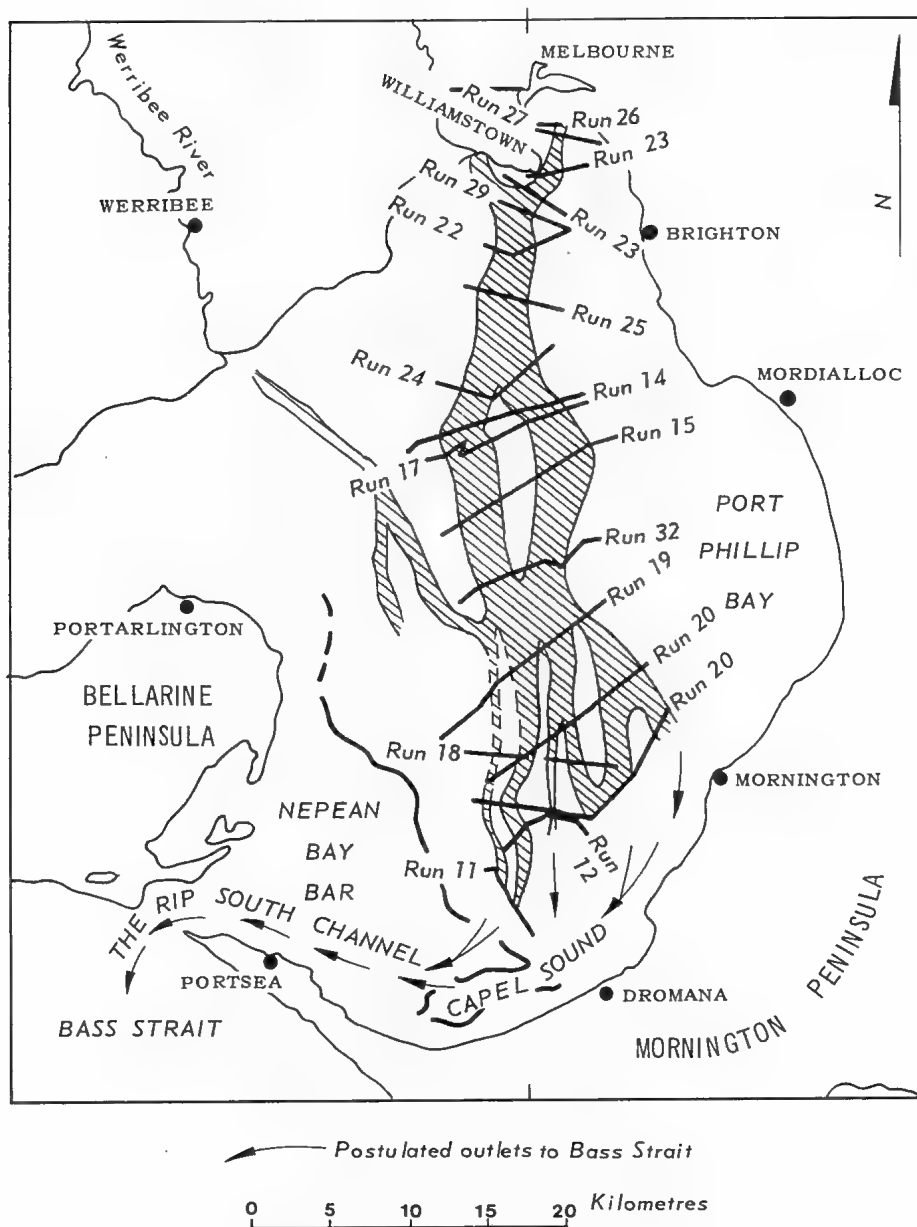 MELBOURNE
Werribee River
WILLIAMSTOWN
Run 27
Run 26
Run 23
Run 29
WERRIBEE
Run 22
Run 23
BRIGHTON
N
Run 25
Run 24
Run 14
MORDIALLOC
Run 15
Run 17
PORT
PHILLIP
BAY
Run 32
Run 19
PORTARLINGTON
Run 20
Run 20
BELLARINE
PENINSULA
Run 18
MORNINGTON
NEPEAN
BAY
BAR
Run 12
Run 11
THE RIP
SOUTH CHANNEL
CAPEL SOUND
PORTSEA
DROMANA
BASS STRAIT
MORNINGTON PENINSULA
Postulated outlets to Bass Strait
0 5 10 15 20 Kilometres